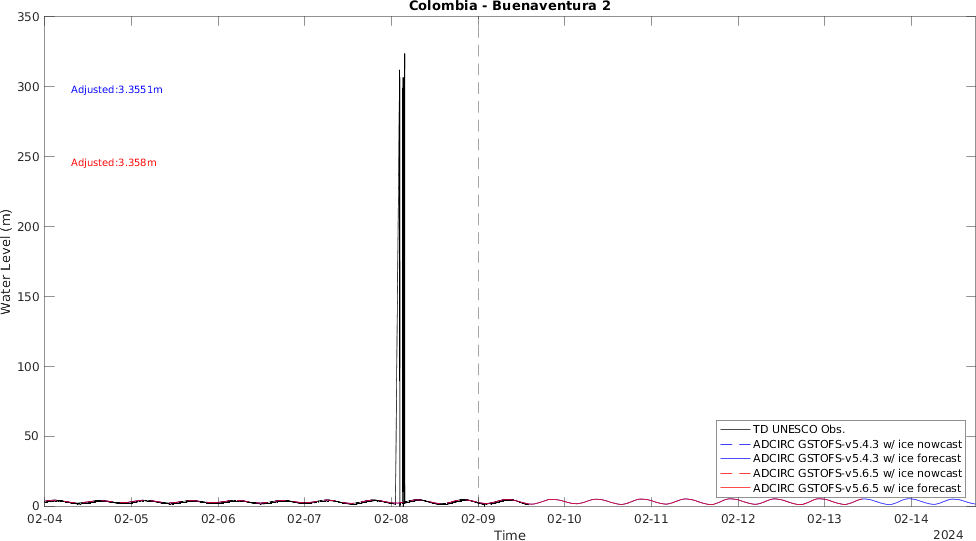 Colombia - Buenaventura 2
350
300
250
200
150
100
50
0
Water Level (m)
Adjusted:3.3551m
Adjusted:3.358m
TD UNESCO Obs.
ADCIRC GSTOFS-v5.4.3 w/ ice nowcast
ADCIRC GSTOFS-v5.4.3 w/ ice forecast
ADCIRC GSTOFS-v5.6.5 w/ ice nowcast
ADCIRC GSTOFS-v5.6.5 w/ ice forecast
02-04 02-05 02-06 02-07 02-08 02-09 02-10 02-11 02-12 02-13 02-14
Time
2024